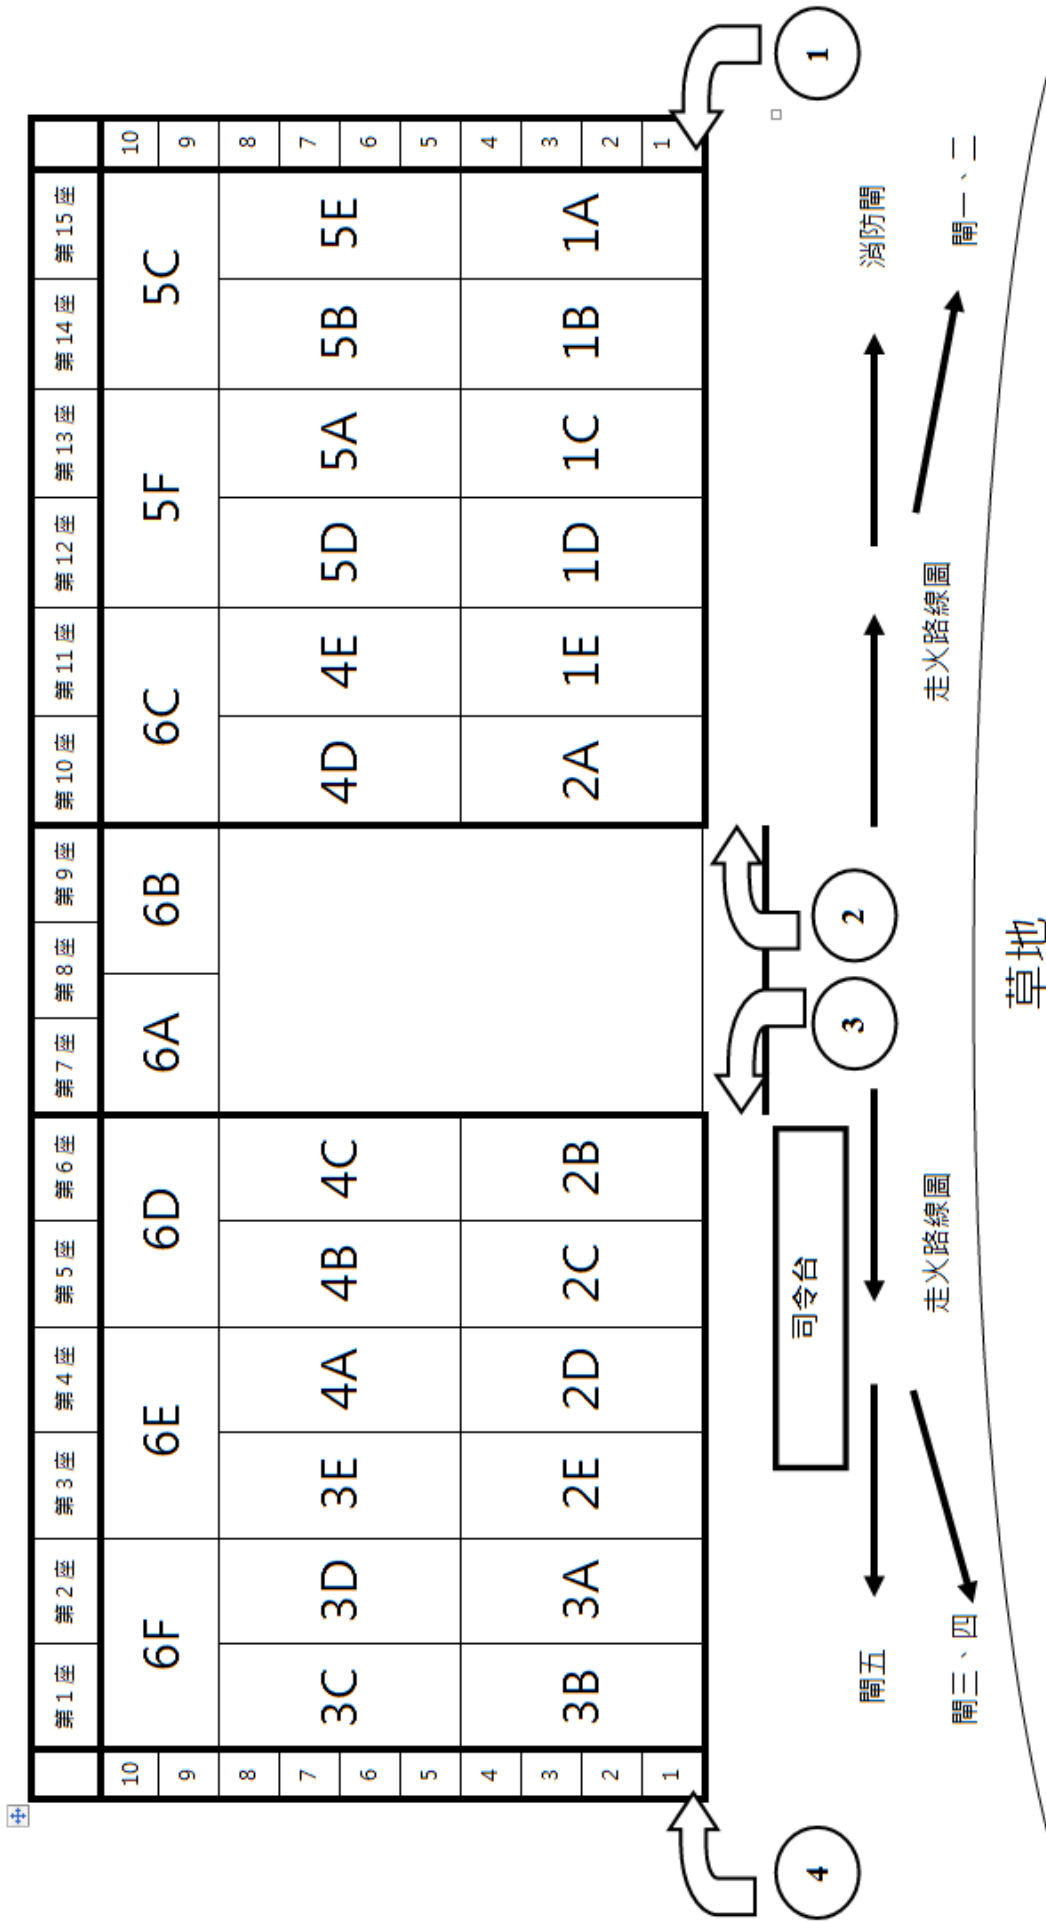 第1座 第2座 第3座 第4座 第5座 第6座 第7座 第8座 第9座 第10座 第11座 第12座 第13座 第14座 第15座
10 10
6F 6E 6D 6A 6B 6C 5F 5C
9 9
8 8
7 7
3C 3D 3E 4A 4B 4C 4D 4E 5D 5A 5B 5E
6 6
5 5
4 4
3 3
3B 3A 2E 2D 2C 2B 2A 1E 1D 1C 1B 1A
2 2
1 1
4 司令台 3 2 1
閘五 消防閘
走火路線圖 走火路線圖
閘三、四 閘一、二
草地